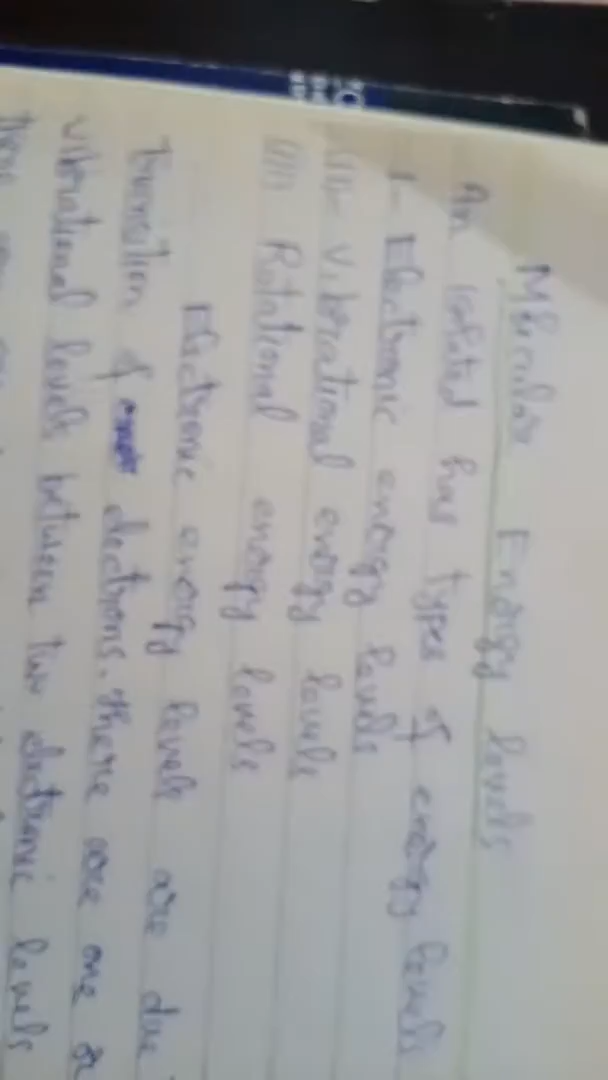 Molecular Energy levels
An isolated has types of energy levels
1- Electronic energy levels
(ii)- Vibrational energy levels
(iii) Rotational energy levels
Electronic energy levels are due
transition of electrons. There are one or
vibrational levels between two electronic levels